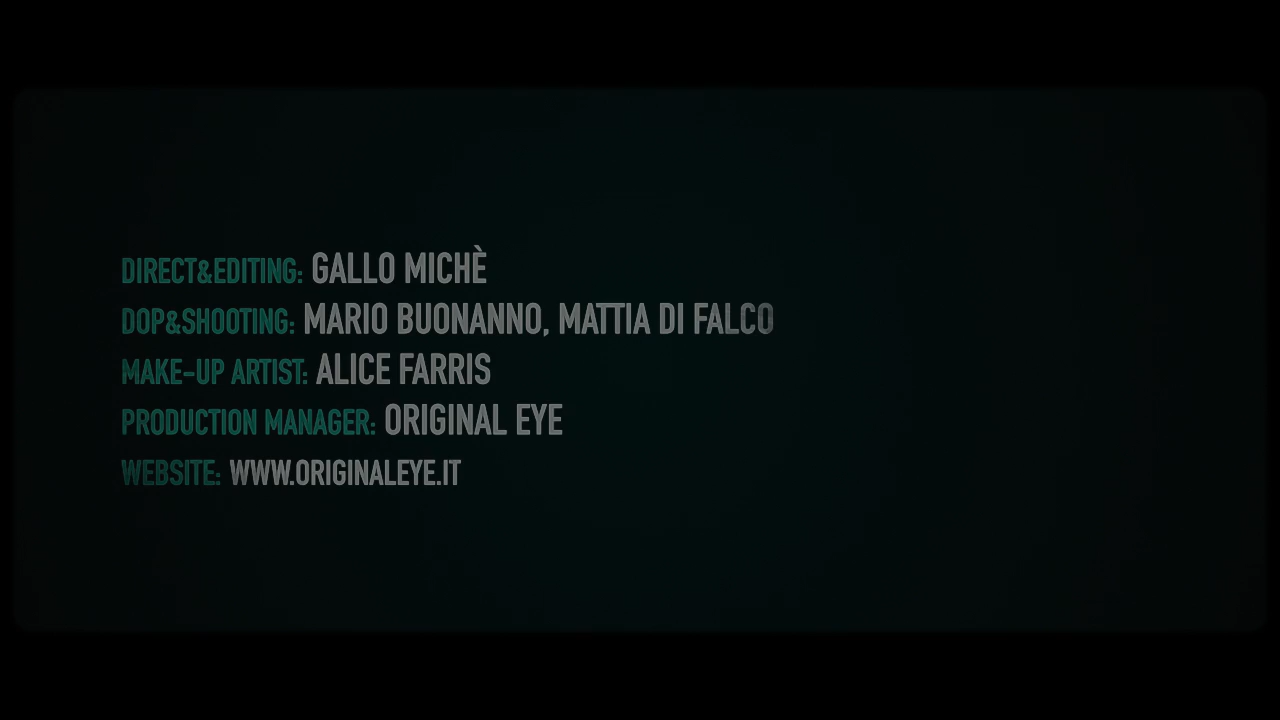 DIRECT&EDITING: GALLO MICHÈ
DOP&SHOOTING: MARIO BUONANNO, MATTIA DI FALCO
MAKE-UP ARTIST: ALICE FARRIS
PRODUCTION MANAGER: ORIGINAL EYE
WEBSITE: WWW.ORIGINALEYE.IT